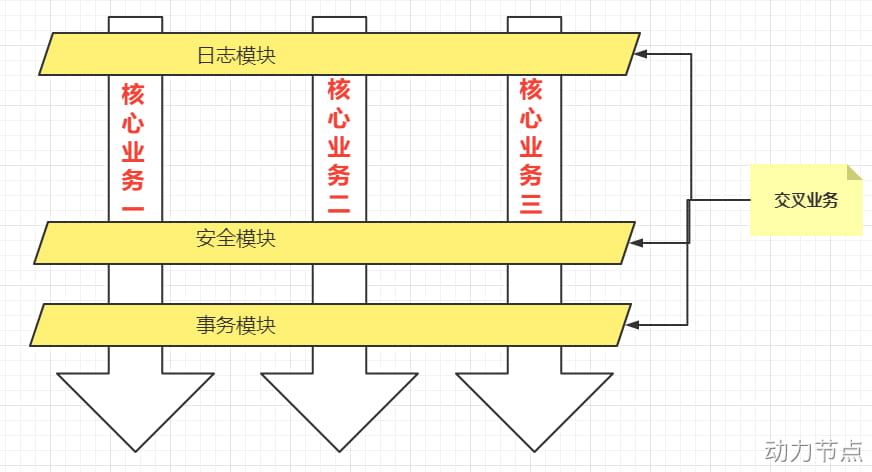 日志模块
核心业务一
核心业务二
核心业务三
交叉业务
安全模块
事务模块
动力节点